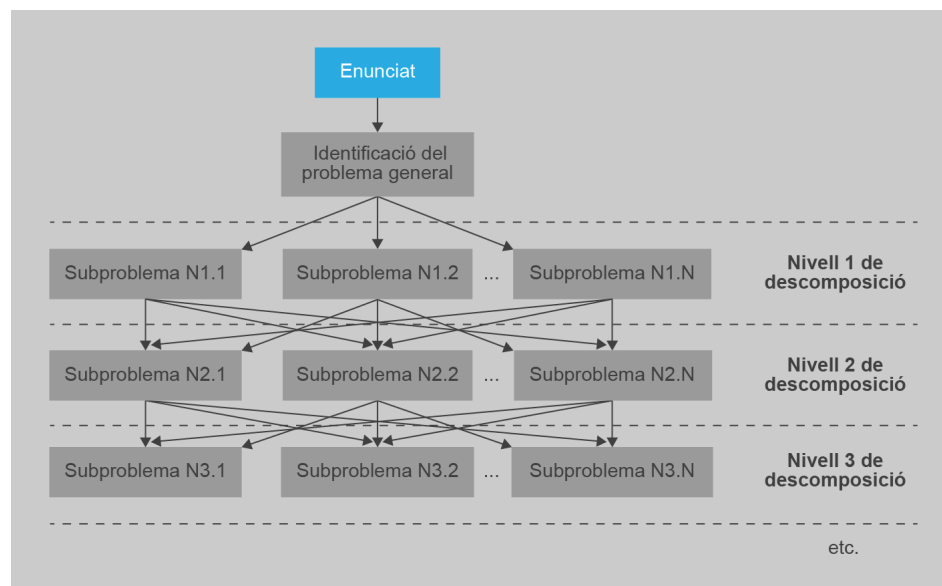 Enunciat
Identificació del
problema general
Subproblema N1.1
Subproblema N1.2
...
Subproblema N1.N
Nivell 1 de
descomposició
Subproblema N2.1
Subproblema N2.2
...
Subproblema N2.N
Nivell 2 de
descomposició
Subproblema N3.1
Subproblema N3.2
...
Subproblema N3.N
Nivell 3 de
descomposició
etc.